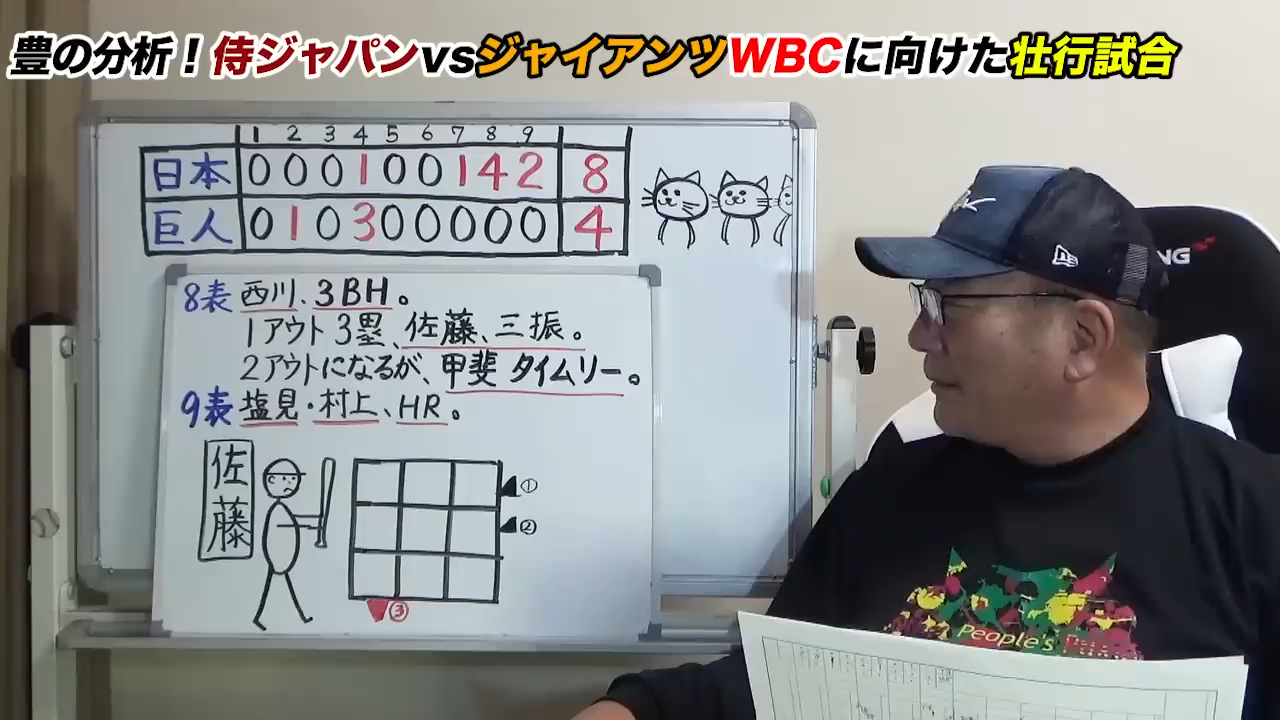 豊の分析！侍ジャパンvsジャイアンツWBCに向けた壮行試合
1 2 3 4 5 6 7 8 9
日本 0 0 0 1 0 0 1 4 2 8
巨人 0 1 0 3 0 0 0 0 0 4
8表 西川、3BH。
1アウト3塁、佐藤、三振。
2アウトになるが、甲斐 タイムリー。
9表 塩見・村上、HR。
佐藤
①
②
③
NG
People's